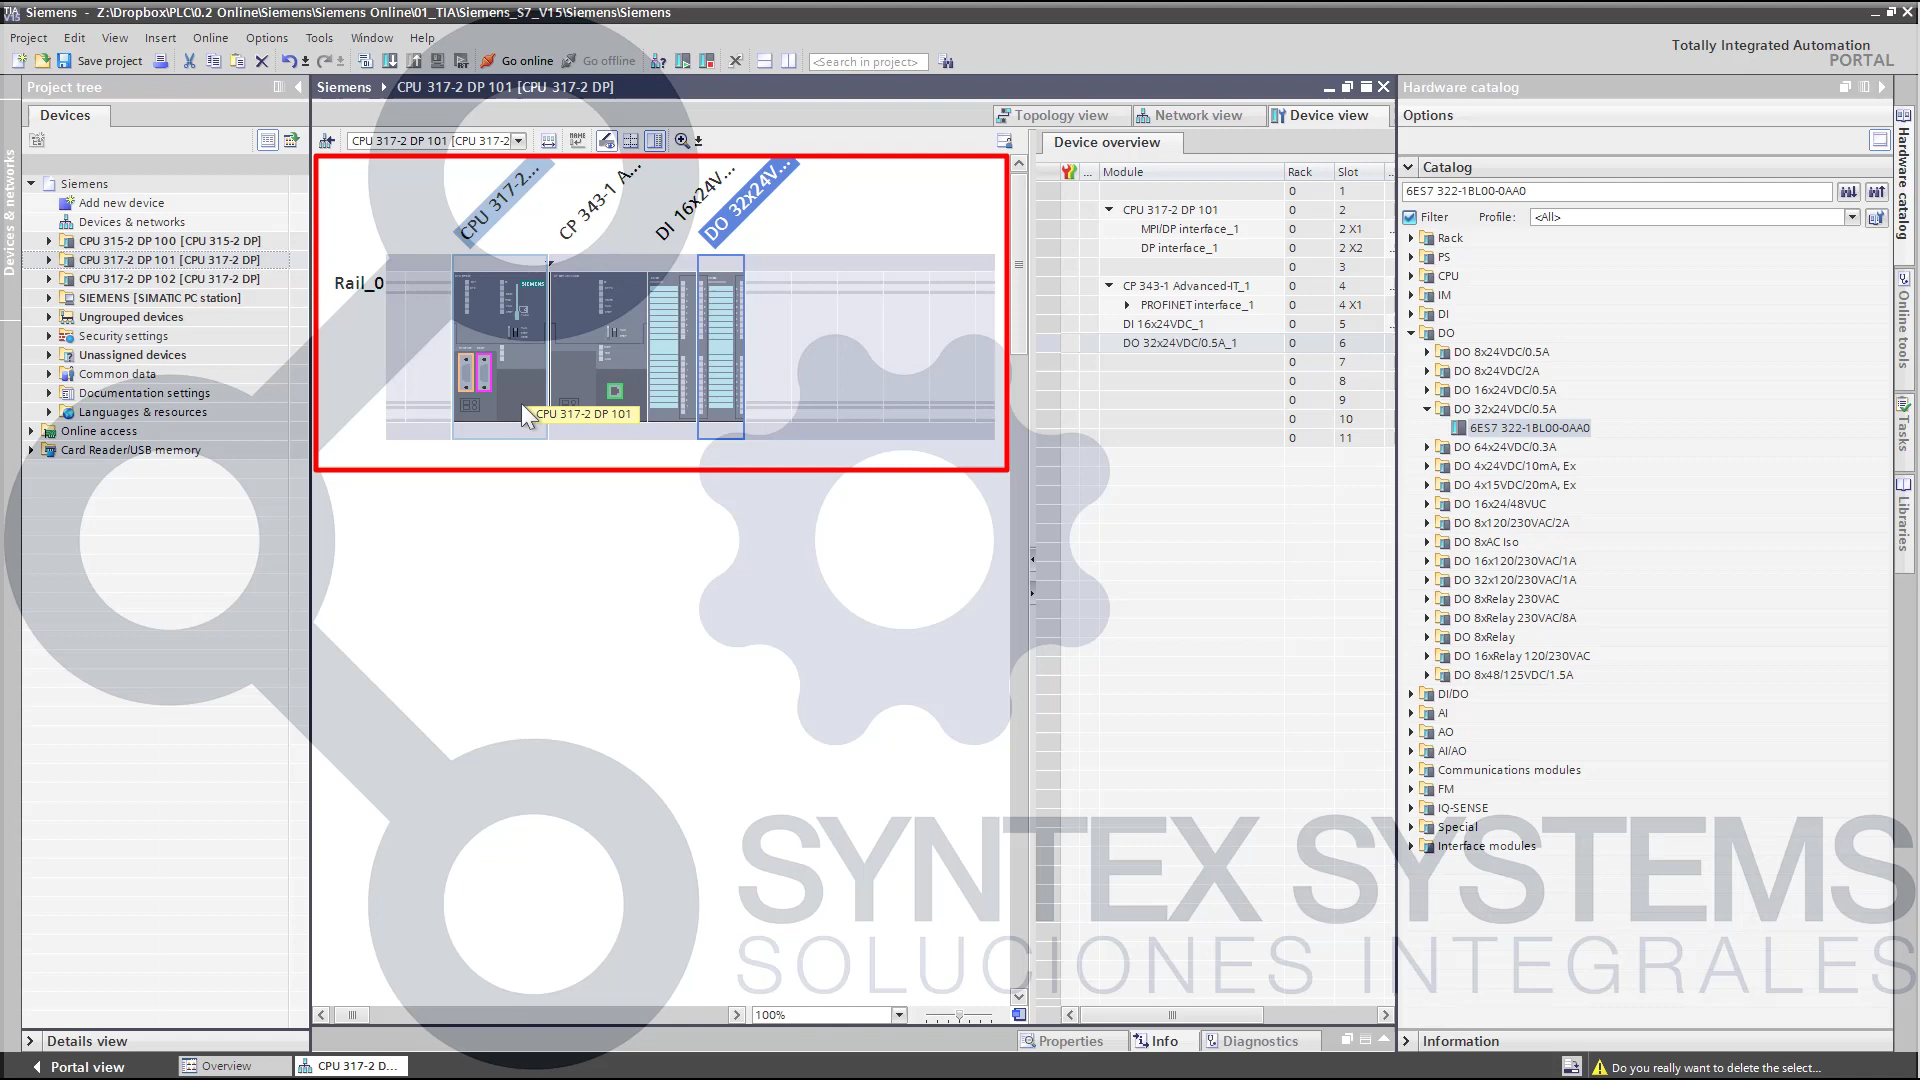 Siemens - Z:\Dropbox\PLC\0.2 Online\Siemens\Siemens Online\01_TIA\Siemens_S7_V15\Siemens\Siemens
Project Edit View Insert Online Options Tools Window Help
Totally Integrated Automation
PORTAL
Save project
Go online
Go offline
<Search in project>
Project tree
Siemens
CPU 317-2 DP 101 [CPU 317-2 DP]
Hardware catalog
Devices
Topology view
Network view
Device view
Options
CPU 317-2 DP 101 [CPU 317-2
Device overview
Catalog
6ES7 322-1BL00-0AA0
Filter
Profile:
<All>
Devices & networks
Siemens
Add new device
Devices & networks
CPU 315-2 DP 100 [CPU 315-2 DP]
CPU 317-2 DP 101 [CPU 317-2 DP]
CPU 317-2 DP 102 [CPU 317-2 DP]
SIEMENS [SIMATIC PC station]
Ungrouped devices
Security settings
Unassigned devices
Common data
Documentation settings
Languages & resources
Online access
Card Reader/USB memory
CPU 317-2...
CP 343-1 A...
DI 16x24V...
DO 32x24V...
Rail_0
SIEMENS
CPU 317-2 DP 101
... Module Rack Slot ..
0 1
CPU 317-2 DP 101 0 2
MPI/DP interface_1 0 2 X1 ..
DP interface_1 0 2 X2 ..
0 3
CP 343-1 Advanced-IT_1 0 4
PROFINET interface_1 0 4 X1
DI 16x24VDC_1 0 5 ..
DO 32x24VDC/0.5A_1 0 6
0 7
0 8
0 9
0 10
0 11
Rack
PS
CPU
IM
DI
DO
DO 8x24VDC/0.5A
DO 8x24VDC/2A
DO 16x24VDC/0.5A
DO 32x24VDC/0.5A
6ES7 322-1BL00-0AA0
DO 64x24VDC/0.3A
DO 4x24VDC/10mA, Ex
DO 4x15VDC/20mA, Ex
DO 16x24/48VUC
DO 8x120/230VAC/2A
DO 8xAC Iso
DO 16x120/230VAC/1A
DO 32x120/230VAC/1A
DO 8xRelay 230VAC
DO 8xRelay 230VAC/8A
DO 8xRelay
DO 16xRelay 120/230VAC
DO 8x48/125VDC/1.5A
DI/DO
AI
AO
AI/AO
Communications modules
FM
IQ-SENSE
Special
Interface modules
Hardware catalog
Online tools
Tasks
Libraries
SYNTEX SYSTEMS
SOLUCIONES INTEGRALES
100%
Details view
Properties
Info
Diagnostics
Information
Portal view
Overview
CPU 317-2 D...
Do you really want to delete the select...